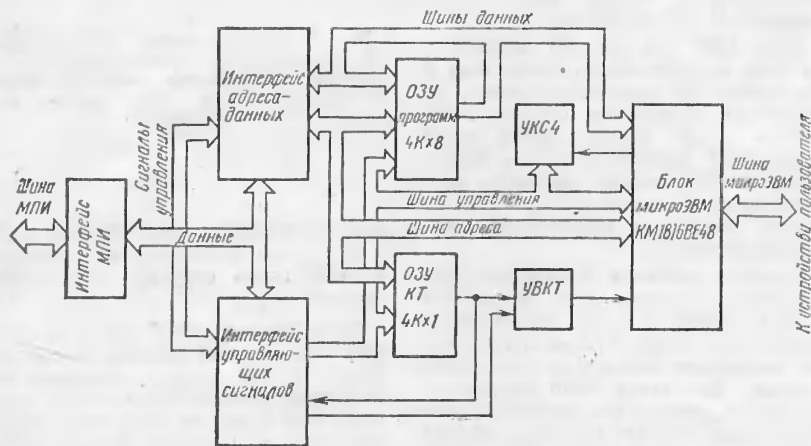 Шины данных
Интерфейс
адреса-
данных
ОЗУ
программ
4К×8
УКС4
Сигналы
управления
Шина
МПИ
Интерфейс
МПИ
Данные
Шина управления
Шина адреса
Блок
микроЭВМ
КМ1816ВЕ48
Шина
микроЭВМ
К устройству пользователя
ОЗУ
КТ
4К×1
УВКТ
Интерфейс
управляю-
щих
сигналов